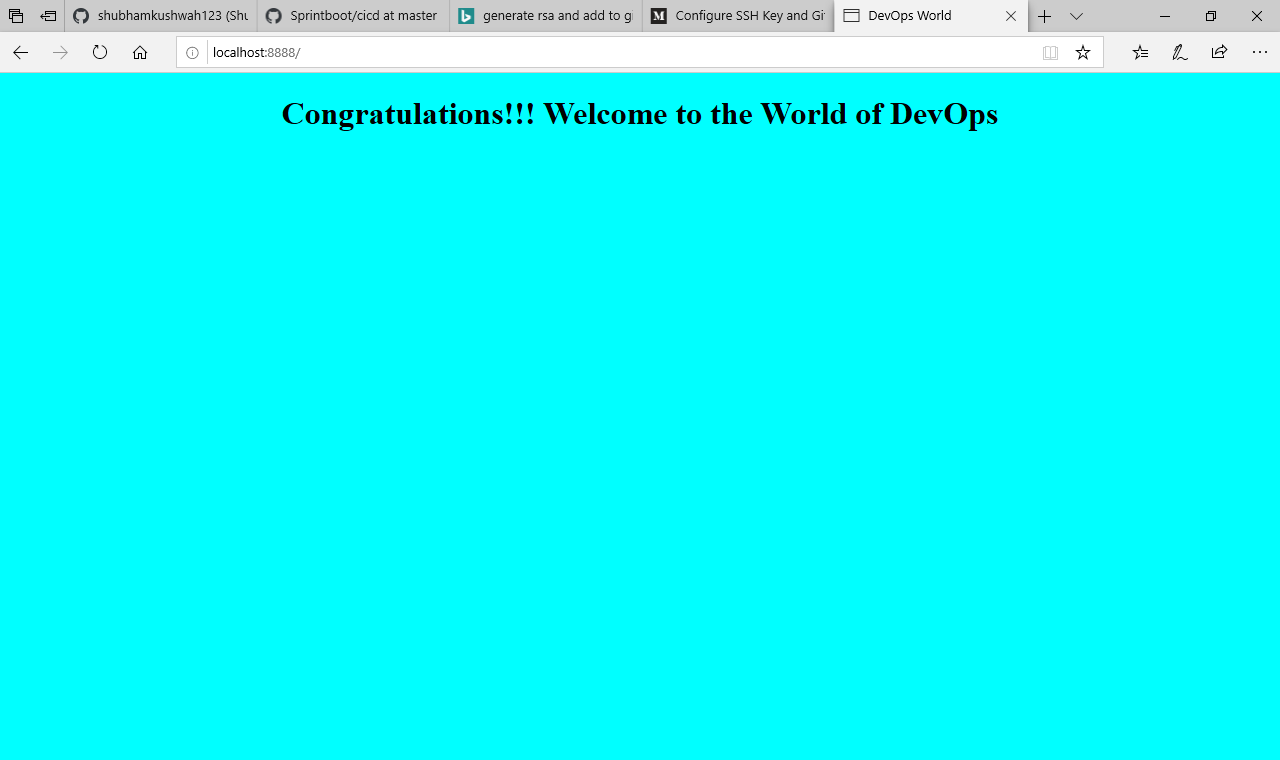 shubhamkushwah123 (Shu
Sprintboot/cicd at master
generate rsa and add to gi
Configure SSH Key and Git
DevOps World
localhost:8888/
Congratulations!!! Welcome to the World of DevOps